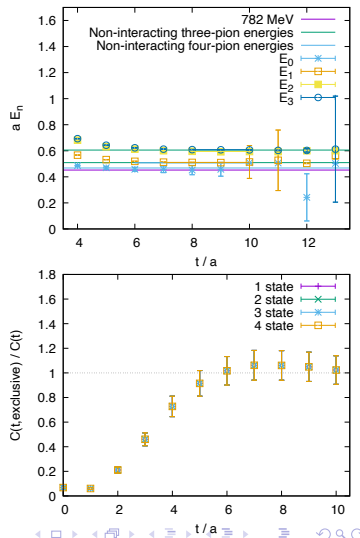 1.6
1.4
1.2
1
0.8
0.6
0.4
0.2
0
a E_n
782 MeV
Non-interacting three-pion energies
Non-interacting four-pion energies
E_0
E_1
E_2
E_3
4 6 8 10 12
t / a
1.8
1.6
1.4
1.2
1
0.8
0.6
0.4
0.2
0
C(t,exclusive) / C(t)
1 state
2 state
3 state
4 state
0 2 4 6 8 10
t / a